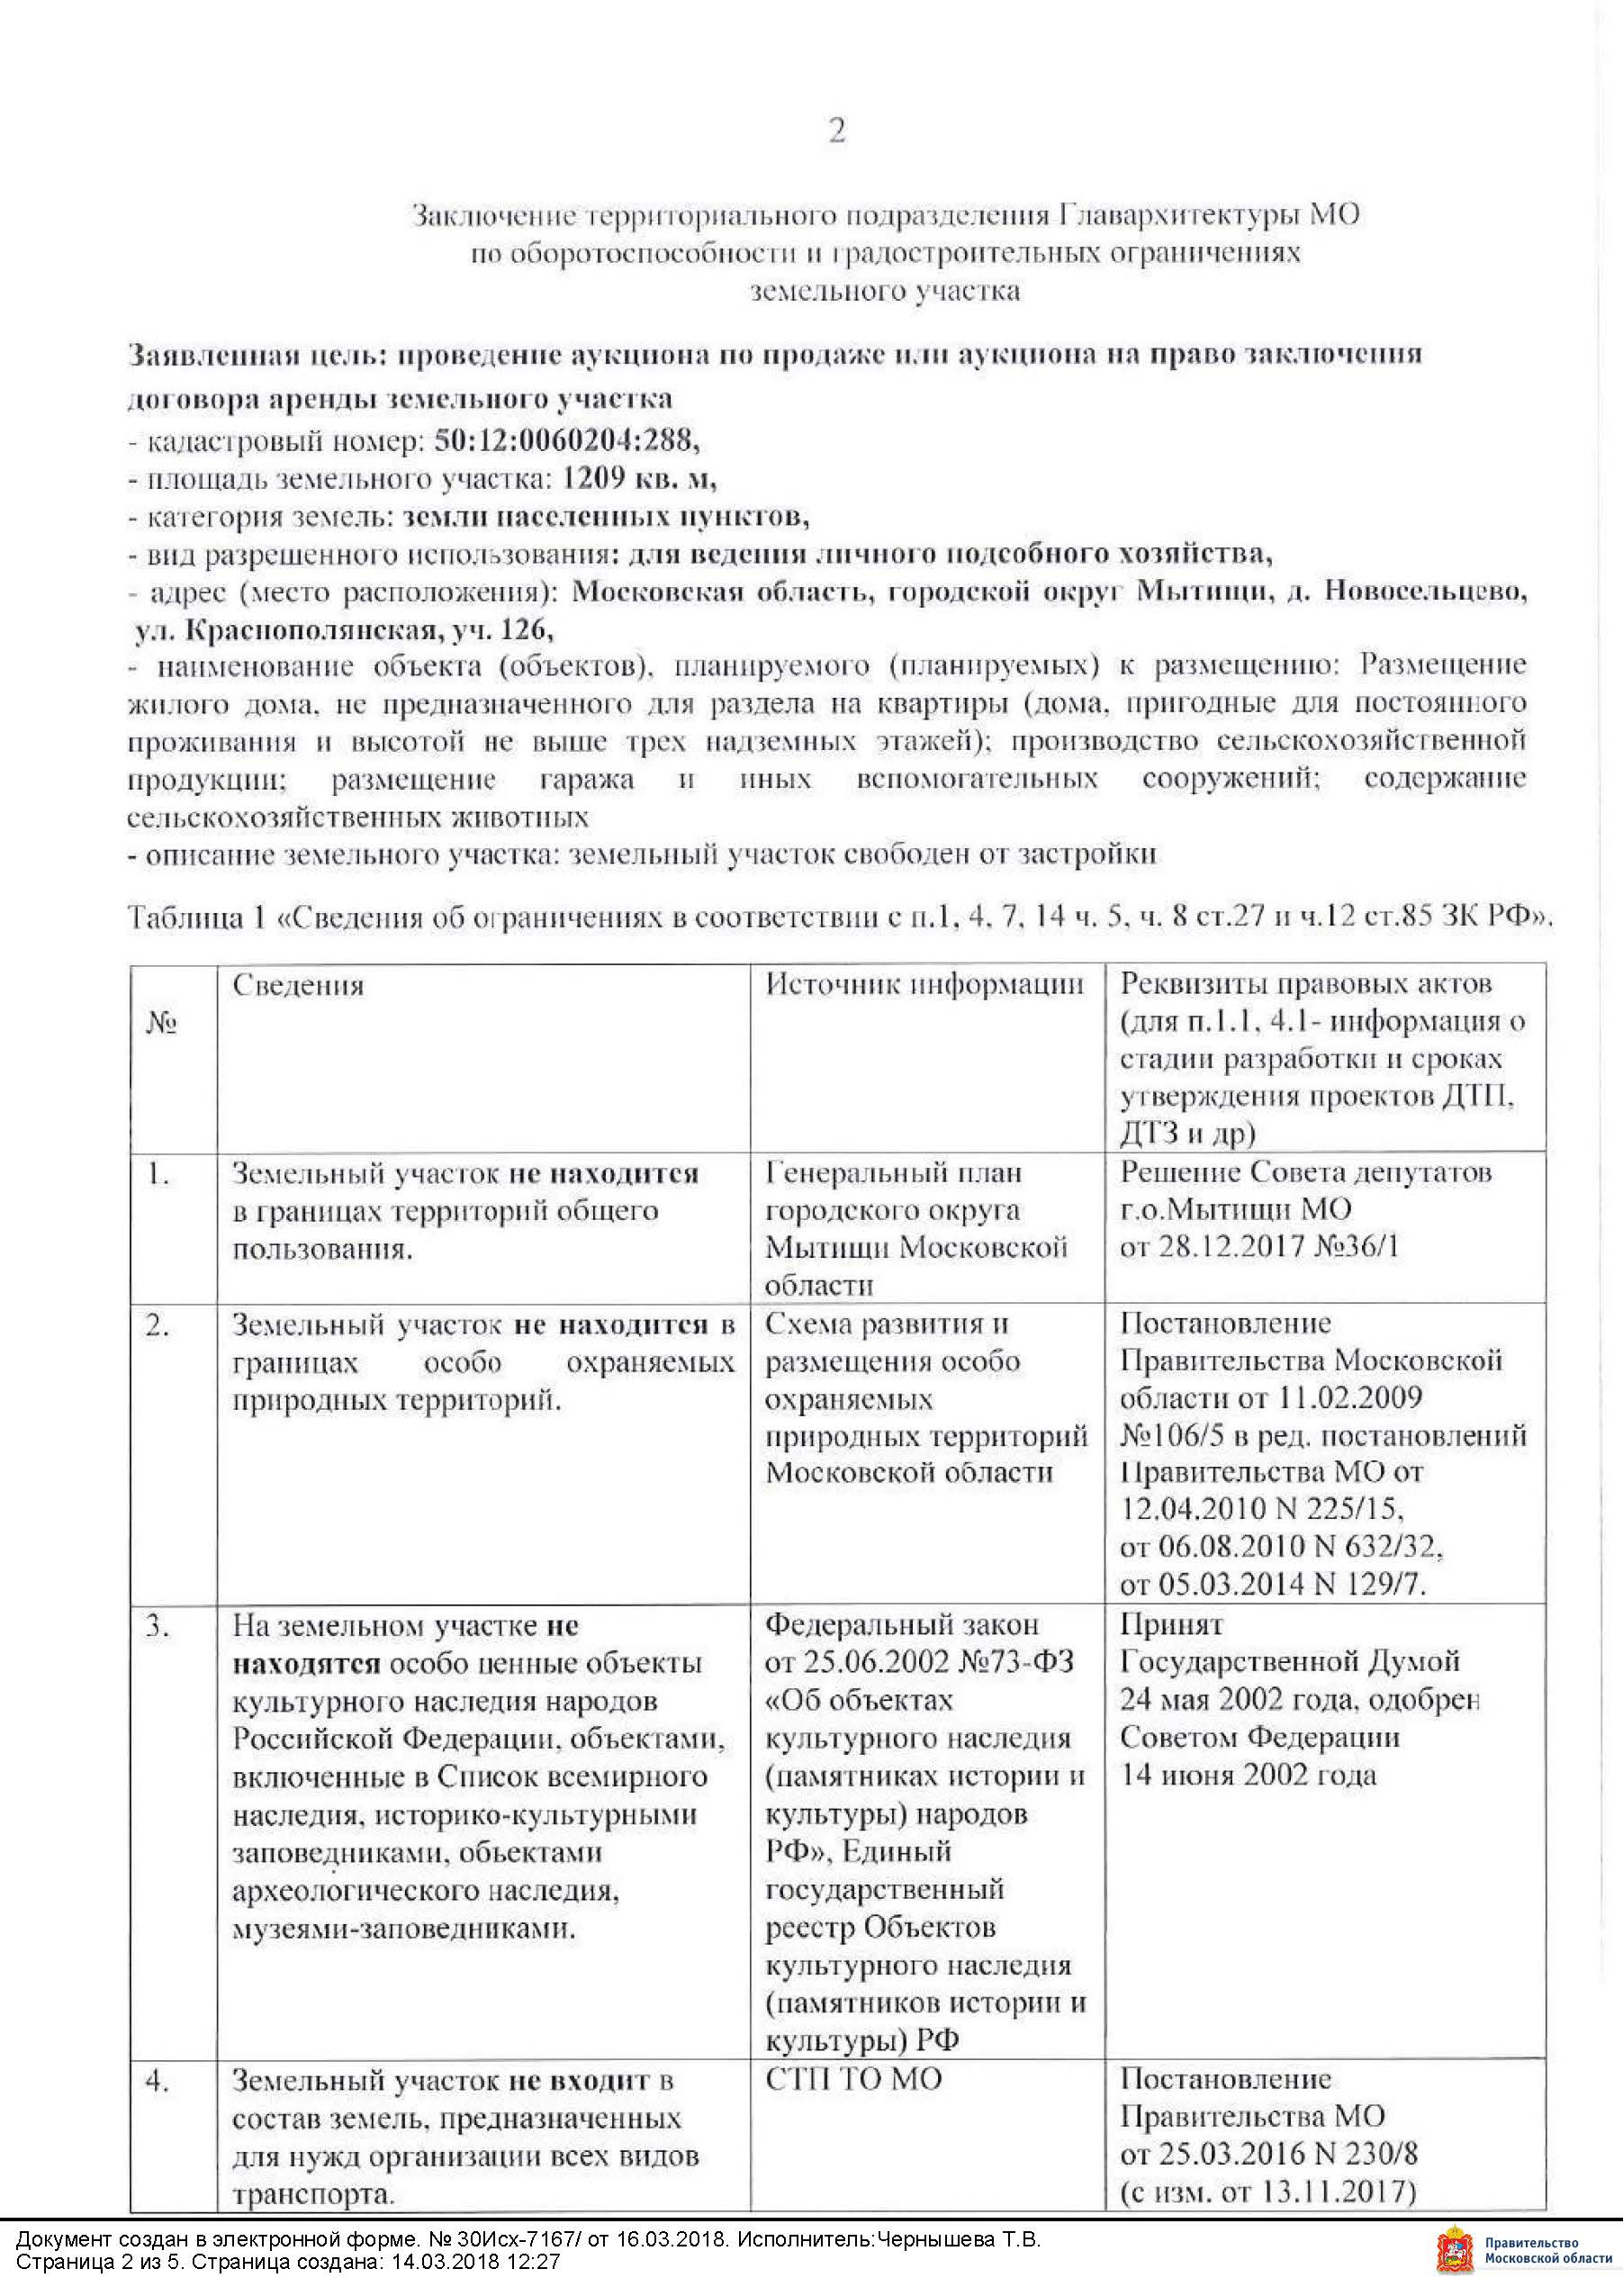 2
Заключение территориального подразделения Главархитектуры МО
по оборотоспособности и градостроительных ограничениях
земельного участка
Заявленная цель: проведение аукциона по продаже или аукциона на право заключения
договора аренды земельного участка
- кадастровый номер: 50:12:0060204:288,
- площадь земельного участка: 1209 кв. м,
- категория земель: земли населенных пунктов,
- вид разрешенного использования: для ведения личного подсобного хозяйства,
- адрес (место расположения): Московская область, городской округ Мытищи, д. Новосельцево,
ул. Краснополянская, уч. 126,
- наименование объекта (объектов), планируемого (планируемых) к размещению: Размещение
жилого дома, не предназначенного для раздела на квартиры (дома, пригодные для постоянного
проживания и высотой не выше трех надземных этажей); производство сельскохозяйственной
продукции; размещение гаража и иных вспомогательных сооружений; содержание
сельскохозяйственных животных
- описание земельного участка: земельный участок свободен от застройки
Таблица 1 «Сведения об ограничениях в соответствии с п.1, 4, 7, 14 ч. 5, ч. 8 ст.27 и ч.12 ст.85 ЗК РФ».
№
Сведения
Источник информации
Реквизиты правовых актов
(для п.1.1, 4.1- информация о
стадии разработки и сроках
утверждения проектов ДТП,
ДТЗ и др)
1.
Земельный участок не находится
в границах территорий общего
пользования.
Генеральный план
городского округа
Мытищи Московской
области
Решение Совета депутатов
г.о.Мытищи МО
от 28.12.2017 №36/1
2.
Земельный участок не находится в
границах особо охраняемых
природных территорий.
Схема развития и
размещения особо
охраняемых
природных территорий
Московской области
Постановление
Правительства Московской
области от 11.02.2009
№106/5 в ред. постановлений
Правительства МО от
12.04.2010 N 225/15,
от 06.08.2010 N 632/32,
от 05.03.2014 N 129/7.
3.
На земельном участке не
находятся особо ценные объекты
культурного наследия народов
Российской Федерации, объектами,
включенные в Список всемирного
наследия, историко-культурными
заповедниками, объектами
археологического наследия,
музеями-заповедниками.
Федеральный закон
от 25.06.2002 №73-ФЗ
«Об объектах
культурного наследия
(памятниках истории и
культуры) народов
РФ», Единый
государственный
реестр Объектов
культурного наследия
(памятников истории и
культуры) РФ
Принят
Государственной Думой
24 мая 2002 года, одобрен
Советом Федерации
14 июня 2002 года
4.
Земельный участок не входит в
состав земель, предназначенных
для нужд организации всех видов
транспорта.
СТП ТО МО
Постановление
Правительства МО
от 25.03.2016 N 230/8
(с изм. от 13.11.2017)
Документ создан в электронной форме. № 30Исх-7167/ от 16.03.2018. Исполнитель:Чернышева Т.В.
Страница 2 из 5. Страница создана: 14.03.2018 12:27
Правительство
Московской области